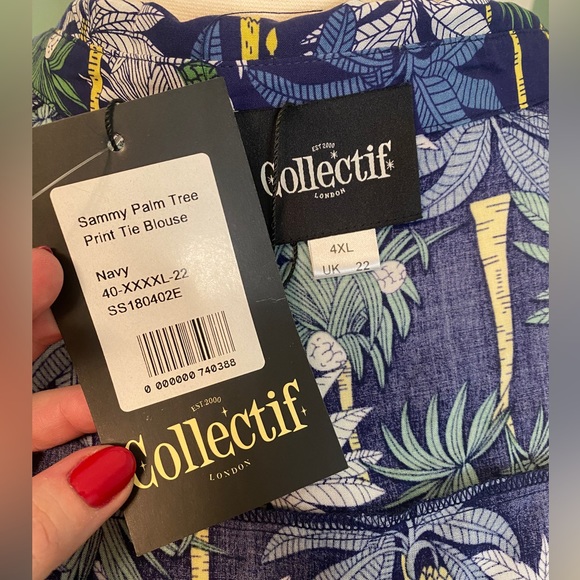 Sammy Palm Tree
Print Tie Blouse
Navy
40-XXXXL-22
SS180402E
0 000000 740388
EST.2000
Collectif
LONDON
EST 2000
Collectif
LONDON
4XL
UK 22